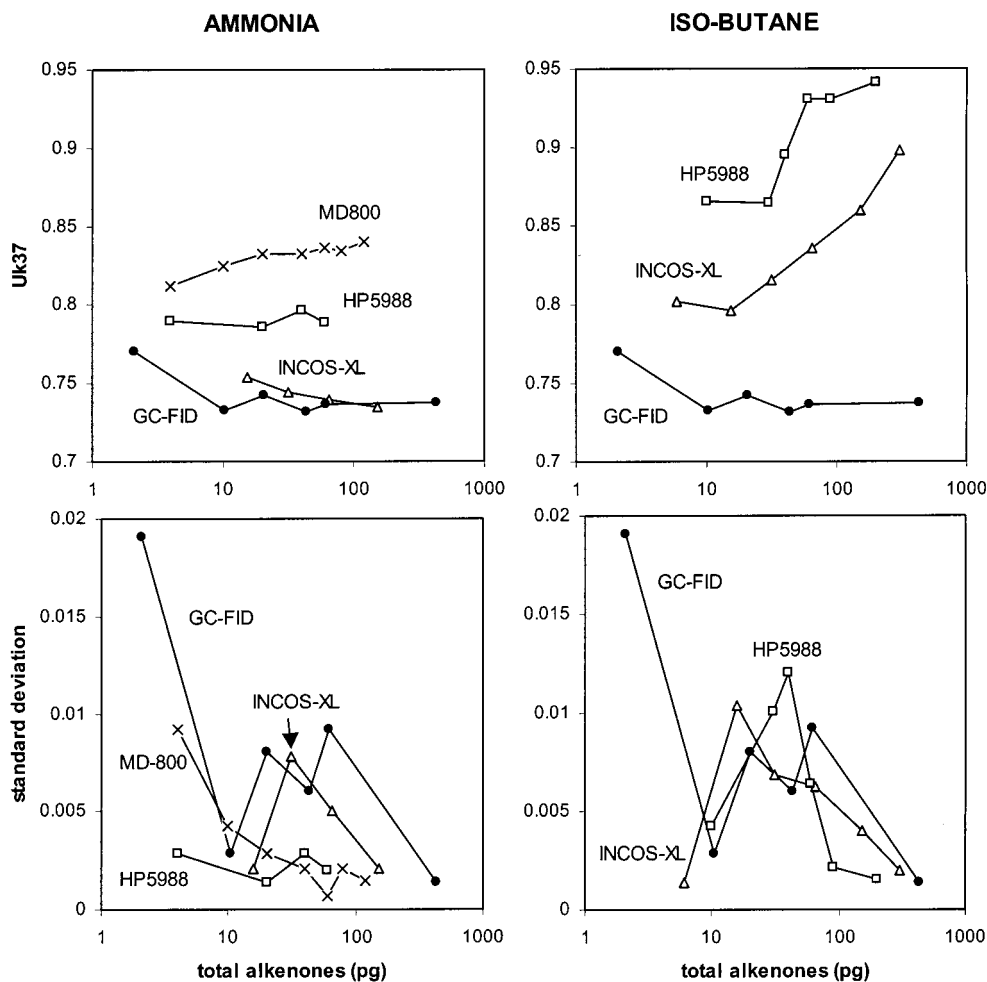 AMMONIA
ISO-BUTANE
0.95
0.9
0.85
0.8
0.75
0.7
Uk37
MD800
HP5988
INCOS-XL
GC-FID
1
10
100
1000
0.95
0.9
0.85
0.8
0.75
0.7
HP5988
INCOS-XL
GC-FID
1
10
100
1000
0.02
0.015
0.01
0.005
0
standard deviation
GC-FID
INCOS-XL
MD-800
HP5988
1
10
100
1000
total alkenones (pg)
0.02
0.015
0.01
0.005
0
GC-FID
HP5988
INCOS-XL
1
10
100
1000
total alkenones (pg)